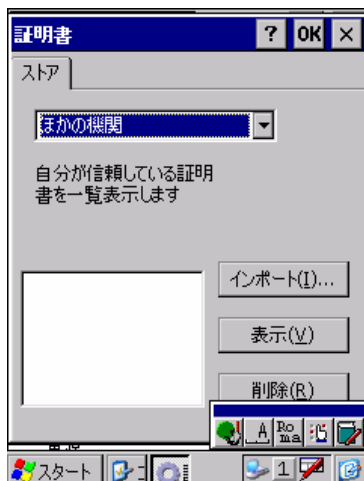 証明書 ? OK ×
ストア
ほかの機関
自分が信頼している証明
書を一覧表示します
インポート(I)...
表示(V)
削除(R)
A Ro
ma
スタート
1